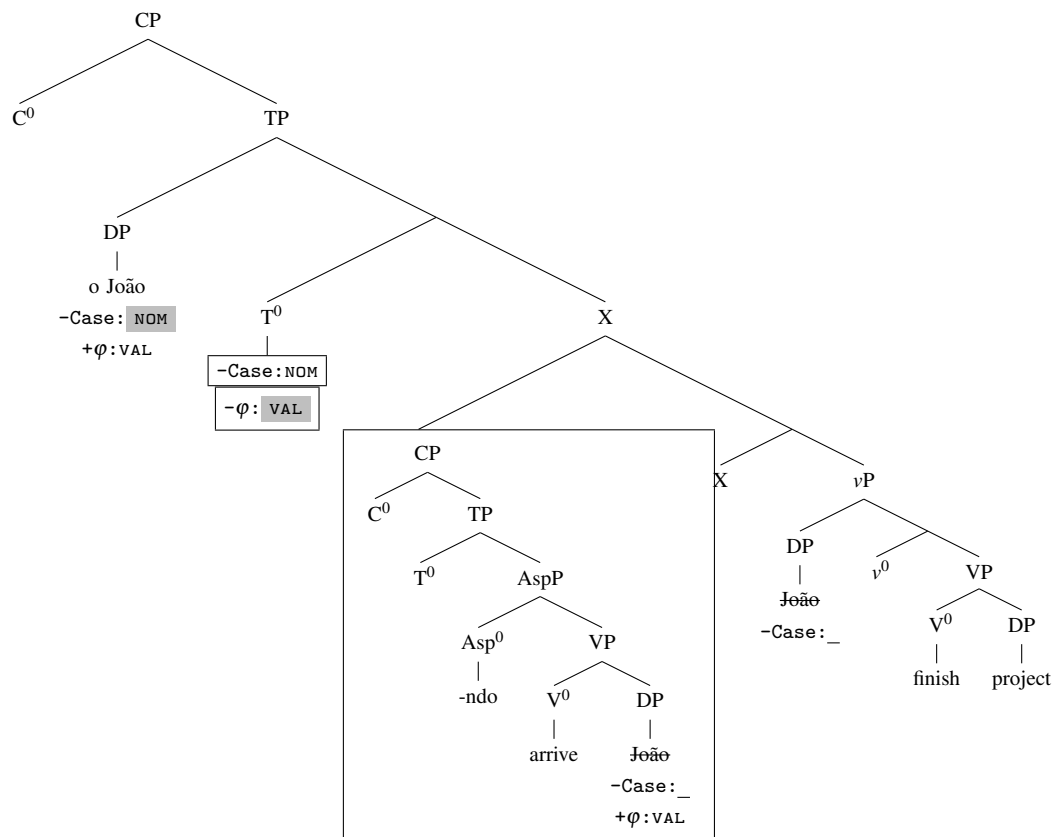 CP
C⁰ TP
DP
o João T⁰ X
-Case: NOM
+φ:VAL -Case:NOM
-φ: VAL
CP
C⁰ TP X vP
T⁰ AspP DP v⁰ VP
João
-Case:_ V⁰ DP
Asp⁰ VP
-ndo V⁰ DP finish project
arrive João
-Case:_
+φ:VAL